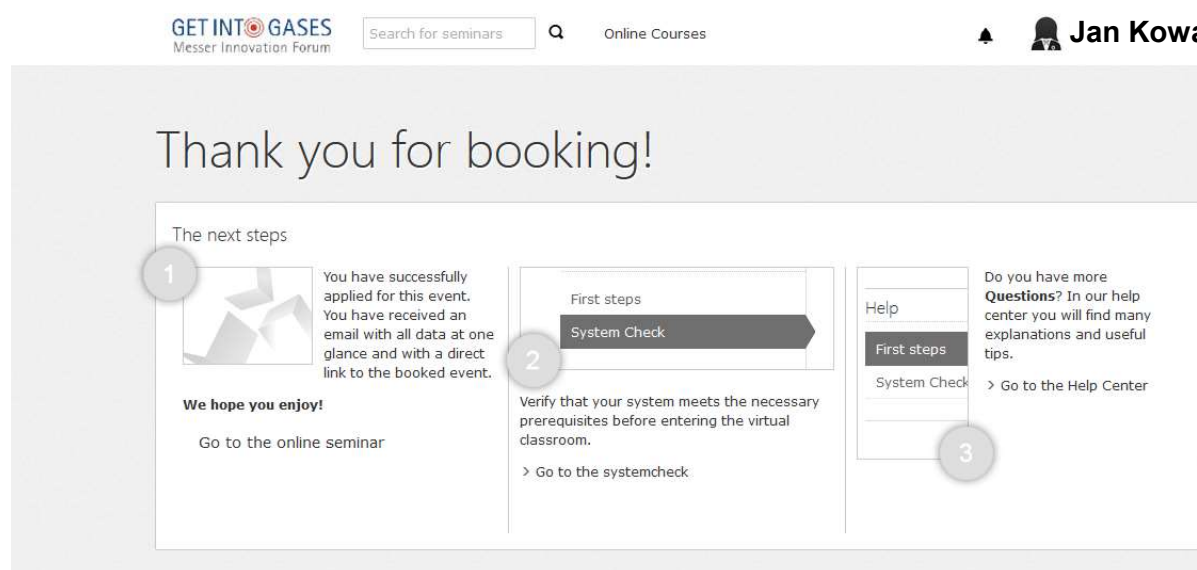 GET INTO GASES
Messer Innovation Forum
Search for seminars
Online Courses
Jan Kowa
Thank you for booking!
The next steps
1
You have successfully
applied for this event.
You have received an
email with all data at one
glance and with a direct
link to the booked event.
We hope you enjoy!
Go to the online seminar
First steps
System Check
2
Verify that your system meets the necessary
prerequisites before entering the virtual
classroom.
> Go to the systemcheck
Help
First steps
System Check
3
Do you have more
Questions? In our help
center you will find many
explanations and useful
tips.
> Go to the Help Center